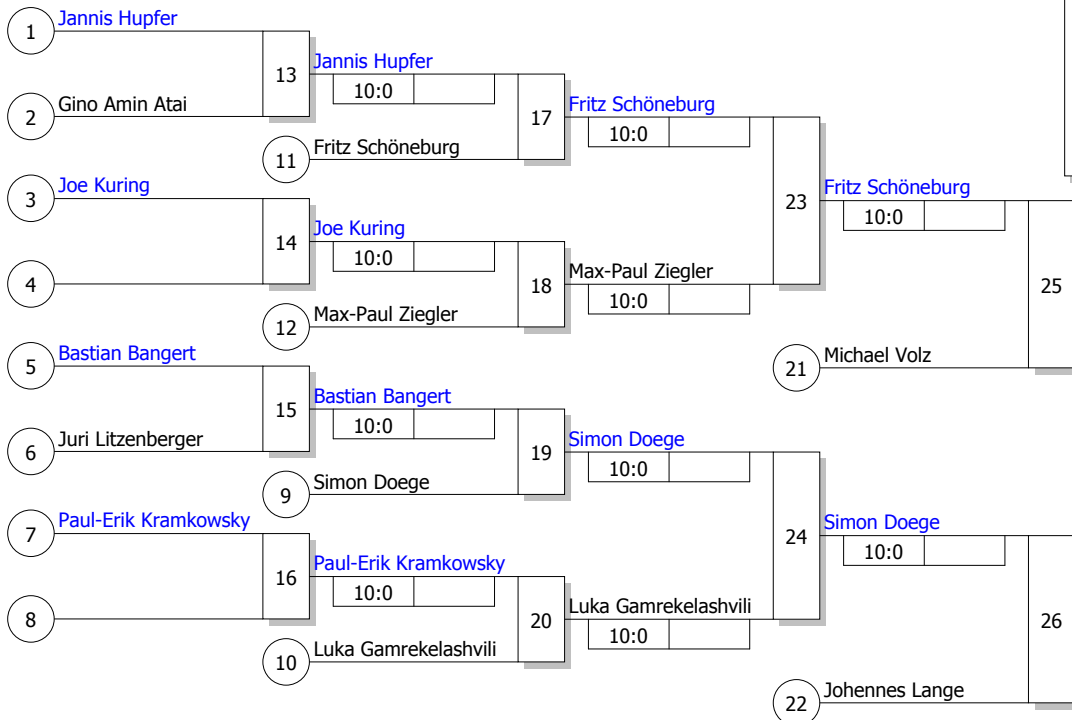 1 Jannis Hupfer
13 Jannis Hupfer
10:0
2 Gino Amin Atai
17 Fritz Schöneburg
10:0
11 Fritz Schöneburg
3 Joe Kuring
23 Fritz Schöneburg
10:0
14 Joe Kuring
10:0
4
18 Max-Paul Ziegler
10:0
12 Max-Paul Ziegler
25
5 Bastian Bangert
21 Michael Volz
15 Bastian Bangert
10:0
6 Juri Litzenberger
19 Simon Doege
10:0
9 Simon Doege
7 Paul-Erik Kramkowsky
24 Simon Doege
10:0
16 Paul-Erik Kramkowsky
10:0
8
20 Luka Gamrekelashvili
10:0
26
10 Luka Gamrekelashvili
22 Johennes Lange